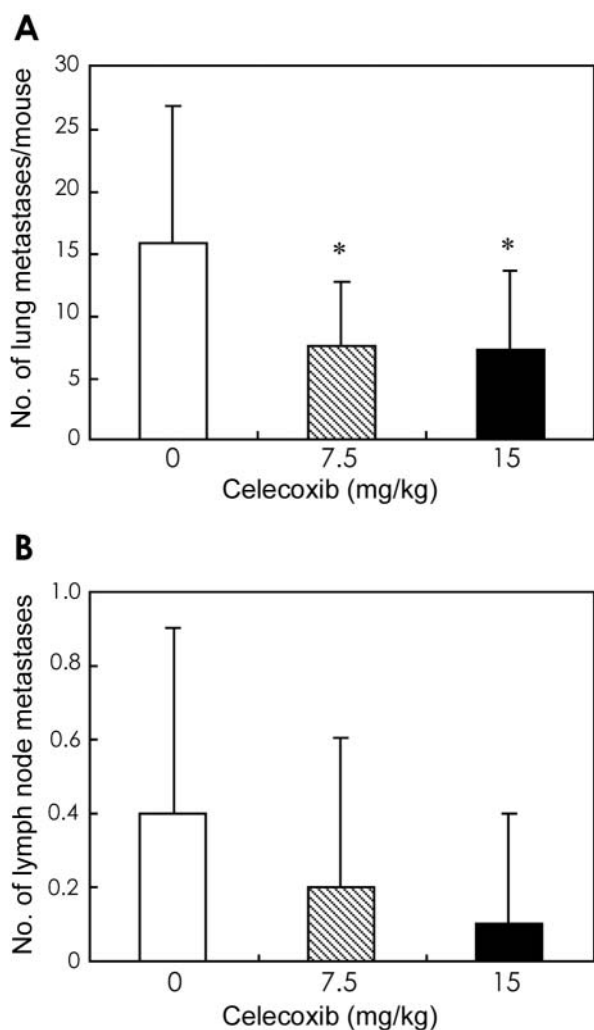 A
No. of lung metastases/mouse
30
25
20
15
10
5
0
*
*
0 7.5 15
Celecoxib (mg/kg)
B
No. of lymph node metastases
1.0
0.8
0.6
0.4
0.2
0
0 7.5 15
Celecoxib (mg/kg)